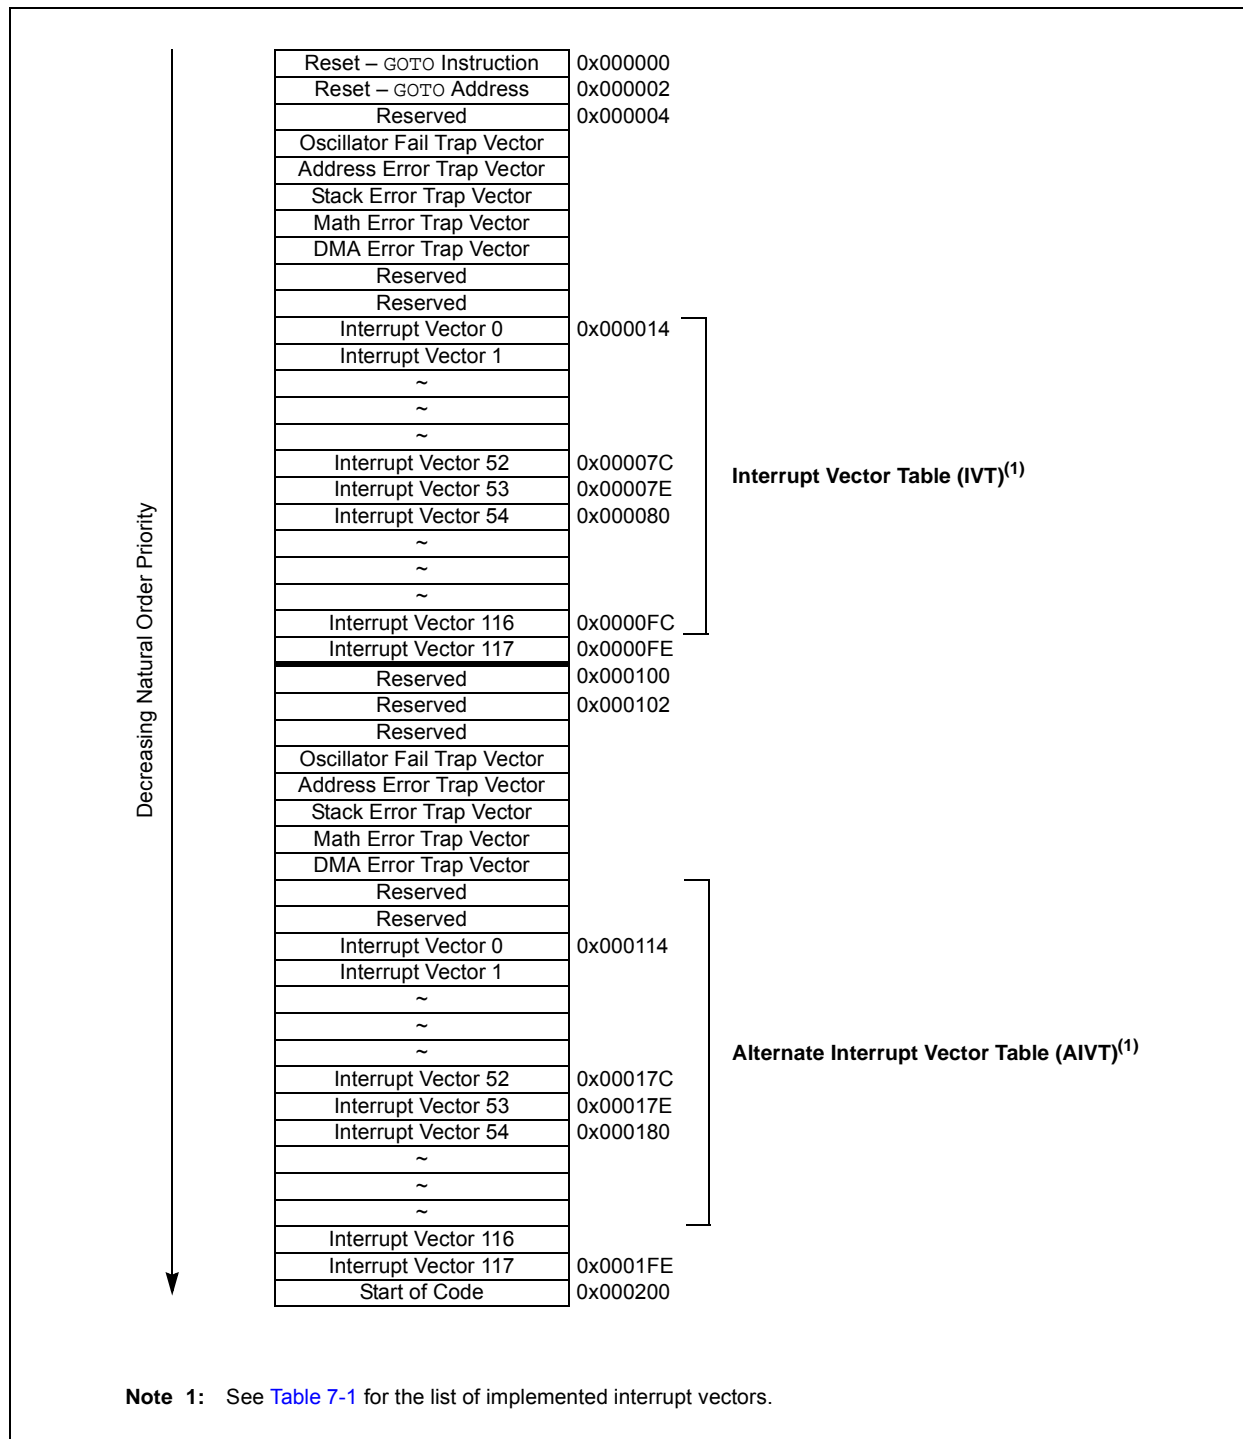 Reset – GOTO Instruction 0x000000
Reset – GOTO Address 0x000002
Reserved 0x000004
Oscillator Fail Trap Vector
Address Error Trap Vector
Stack Error Trap Vector
Math Error Trap Vector
DMA Error Trap Vector
Reserved
Reserved
Interrupt Vector 0 0x000014
Interrupt Vector 1
~
~
~
Interrupt Vector 52 0x00007C
Interrupt Vector Table (IVT)(1)
Interrupt Vector 53 0x00007E
Interrupt Vector 54 0x000080
~
~
~
Interrupt Vector 116 0x0000FC
Interrupt Vector 117 0x0000FE
Decreasing Natural Order Priority
Reserved 0x000100
Reserved 0x000102
Reserved
Oscillator Fail Trap Vector
Address Error Trap Vector
Stack Error Trap Vector
Math Error Trap Vector
DMA Error Trap Vector
Reserved
Reserved
Interrupt Vector 0 0x000114
Interrupt Vector 1
~
~
~
Alternate Interrupt Vector Table (AIVT)(1)
Interrupt Vector 52 0x00017C
Interrupt Vector 53 0x00017E
Interrupt Vector 54 0x000180
~
~
~
Interrupt Vector 116
Interrupt Vector 117 0x0001FE
Start of Code 0x000200
Note 1: See Table 7-1 for the list of implemented interrupt vectors.